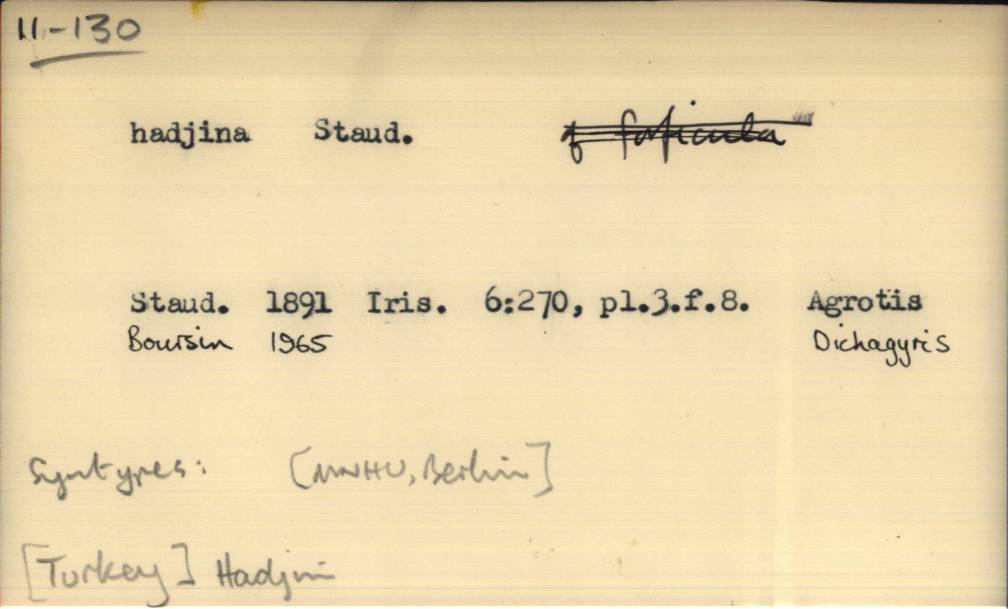 11-130
hadjina Staud.
Staud. 1891 Iris. 6:270, pl.3.f.8. Agrotis
Boursin 1965 Dichagyris
Syntypes: [MNHU, Berlin]
[Turkey] Hadjin